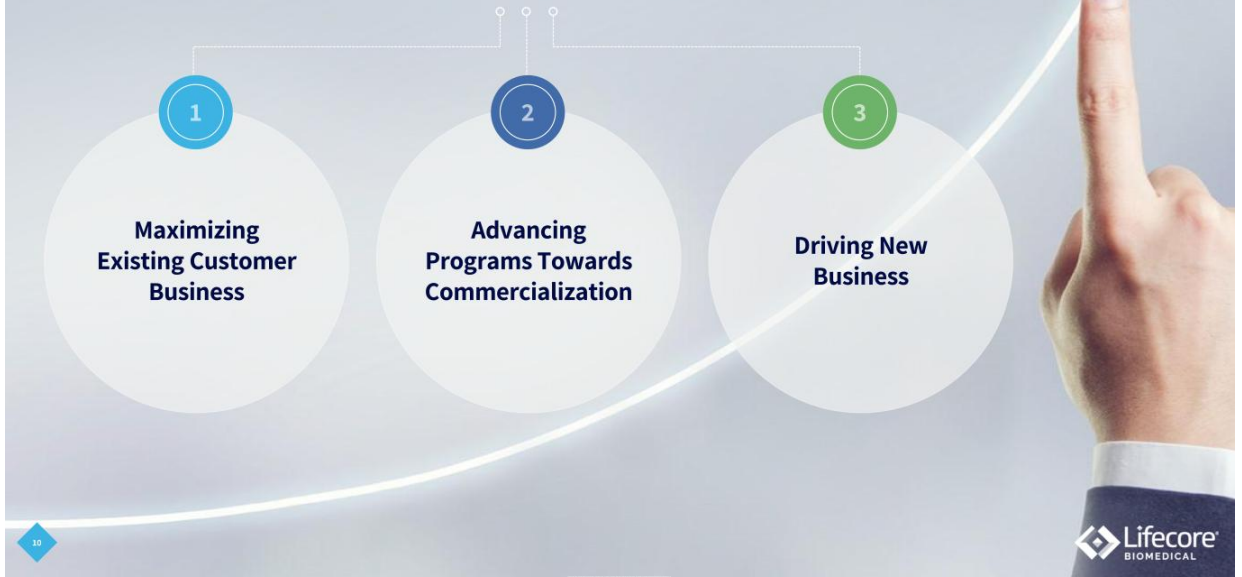 1
Maximizing
Existing Customer
Business
2
Advancing
Programs Towards
Commercialization
3
Driving New
Business
10
Lifecore®
BIOMEDICAL